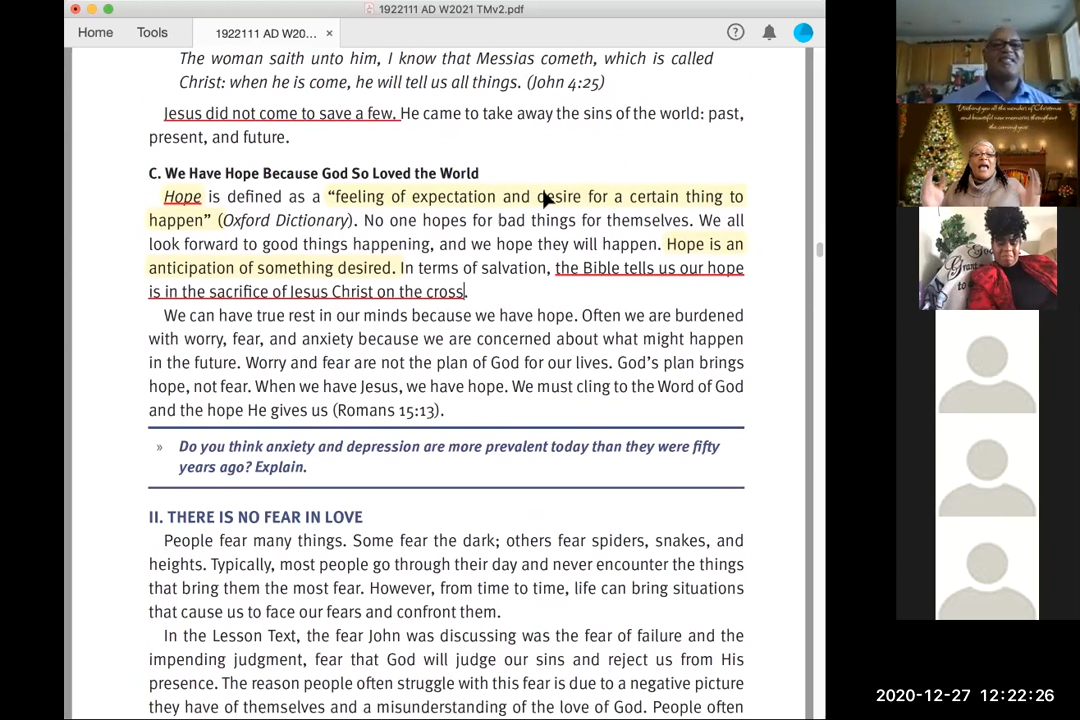 1922111 AD W2021 TMv2.pdf
Home Tools 1922111 AD W20... ×
The woman saith unto him, I know that Messias cometh, which is called
Christ: when he is come, he will tell us all things. (John 4:25)
Jesus did not come to save a few. He came to take away the sins of the world: past,
present, and future.
C. We Have Hope Because God So Loved the World
Hope is defined as a “feeling of expectation and desire for a certain thing to
happen” (Oxford Dictionary). No one hopes for bad things for themselves. We all
look forward to good things happening, and we hope they will happen. Hope is an
anticipation of something desired. In terms of salvation, the Bible tells us our hope
is in the sacrifice of Jesus Christ on the cross.
We can have true rest in our minds because we have hope. Often we are burdened
with worry, fear, and anxiety because we are concerned about what might happen
in the future. Worry and fear are not the plan of God for our lives. God’s plan brings
hope, not fear. When we have Jesus, we have hope. We must cling to the Word of God
and the hope He gives us (Romans 15:13).
» Do you think anxiety and depression are more prevalent today than they were fifty
years ago? Explain.
II. THERE IS NO FEAR IN LOVE
People fear many things. Some fear the dark; others fear spiders, snakes, and
heights. Typically, most people go through their day and never encounter the things
that bring them the most fear. However, from time to time, life can bring situations
that cause us to face our fears and confront them.
In the Lesson Text, the fear John was discussing was the fear of failure and the
impending judgment, fear that God will judge our sins and reject us from His
presence. The reason people often struggle with this fear is due to a negative picture
they have of themselves and a misunderstanding of the love of God. People often
Wishing you all the wonders of Christmas
and beautiful new memories throughout
the coming year
God
Grant
to
2020-12-27 12:22:26